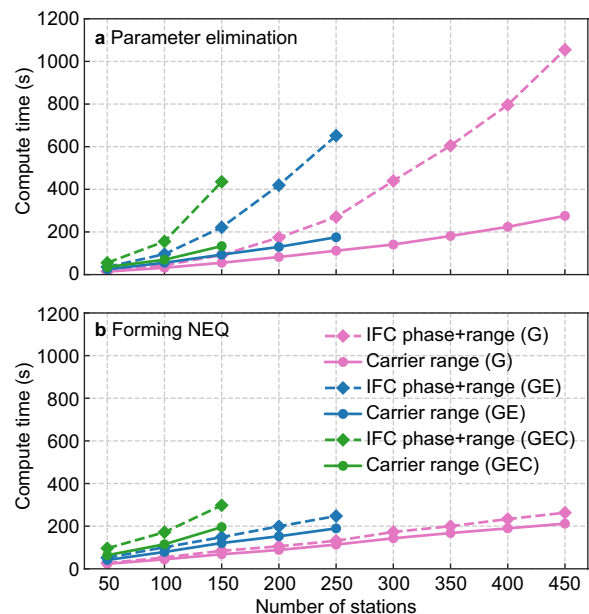 a Parameter elimination
Compute time (s)
1200
1000
800
600
400
200
0
b Forming NEQ
Compute time (s)
1200
1000
800
600
400
200
0
IFC phase+range (G)
Carrier range (G)
IFC phase+range (GE)
Carrier range (GE)
IFC phase+range (GEC)
Carrier range (GEC)
50 100 150 200 250 300 350 400 450
Number of stations